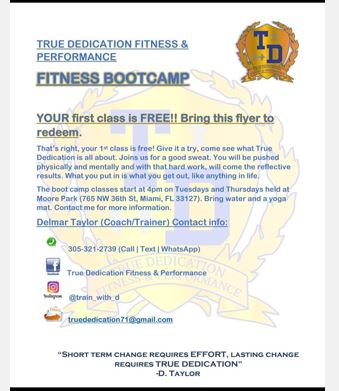 TRUE DEDICATION FITNESS &
PERFORMANCE
T
D
FITNESS BOOTCAMP
YOUR first class is FREE!! Bring this flyer to
redeem.
That's right, your 1st class is free! Give it a try, come see what True
Dedication is all about. Joins us for a good sweat. You will be pushed
physically and mentally and with that hard work, will come the reflective
results. What you put in is what you get out, like anything in life.
The boot camp classes start at 4pm on Tuesdays and Thursdays held at
Moore Park (765 NW 36th St, Miami, FL 33127). Bring water and a yoga
mat. Contact me for more information.
Delmar Taylor (Coach/Trainer) Contact info:
305-321-2739 (Call | Text | WhatsApp)
facebook
True Dedication Fitness & Performance
Instagram
@train_with_d
truededication71@gmail.com
"SHORT TERM CHANGE REQUIRES EFFORT, LASTING CHANGE
REQUIRES TRUE DEDICATION"
-D. TAYLOR